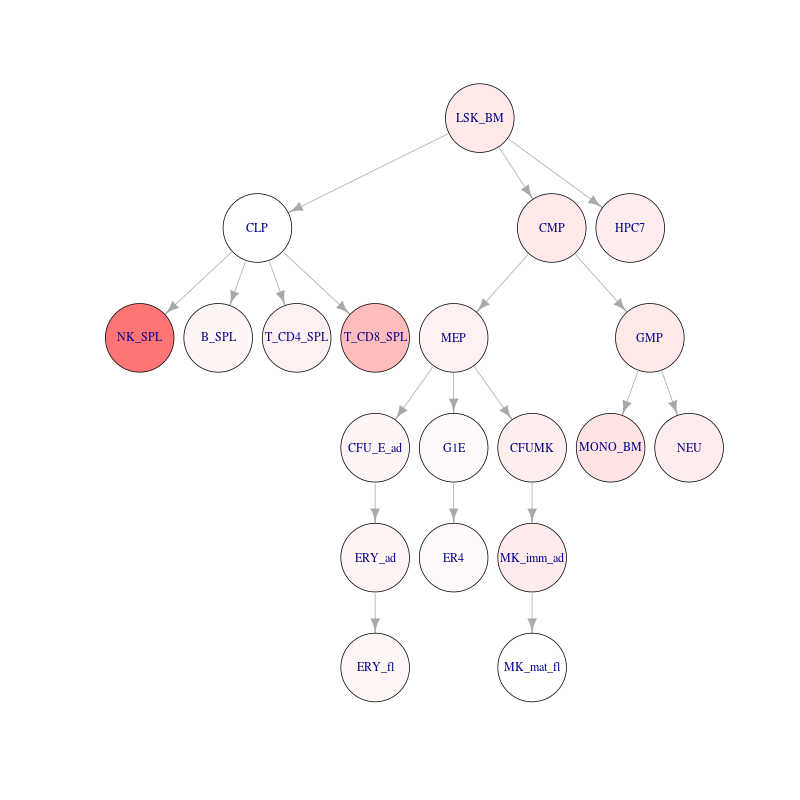 LSK_BM
CLP
CMP
HPC7
NK_SPL
B_SPL
T_CD4_SPL
T_CD8_SPL
MEP
GMP
CFU_E_ad
G1E
CFUMK
MONO_BM
NEU
ERY_ad
ER4
MK_imm_ad
ERY_fl
MK_mat_fl